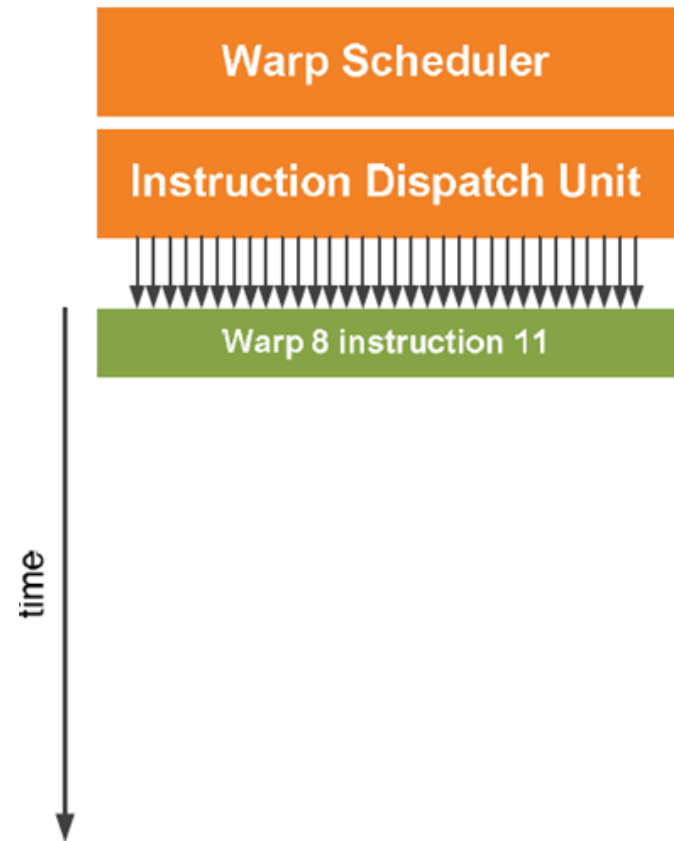 Warp Scheduler
Instruction Dispatch Unit
Warp 8 instruction 11
time